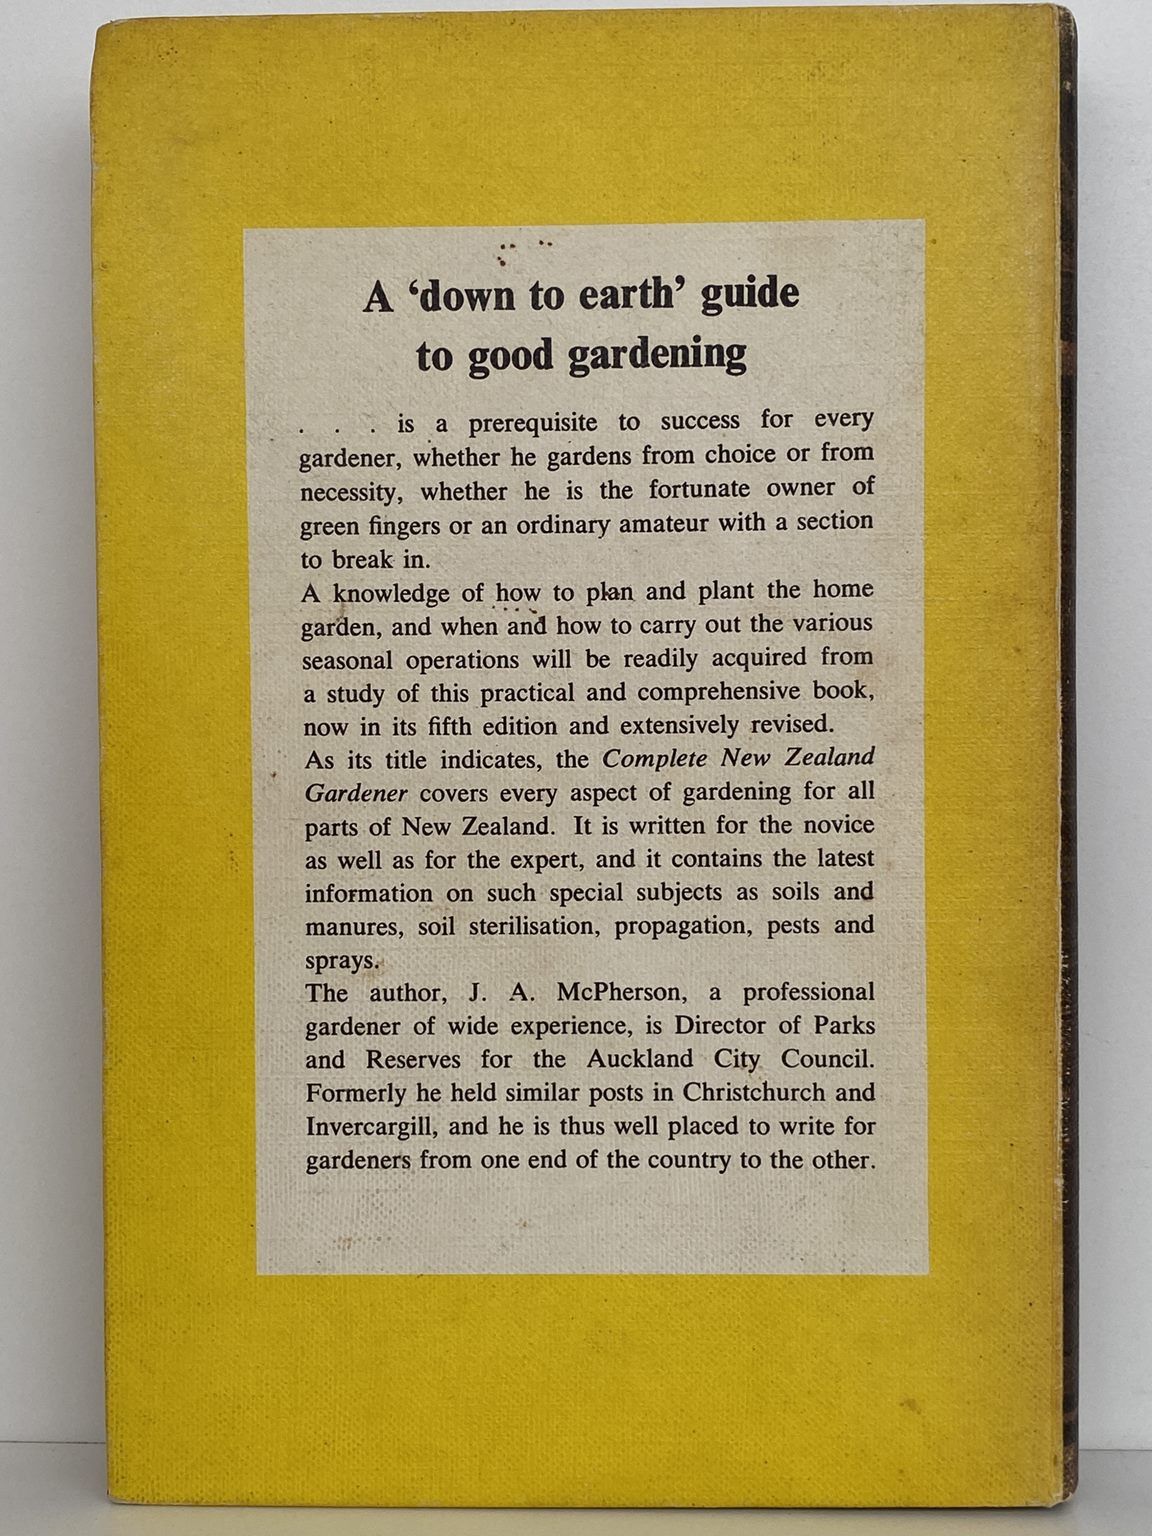 A ‘down to earth’ guide
to good gardening
. . . is a prerequisite to success for every
gardener, whether he gardens from choice or from
necessity, whether he is the fortunate owner of
green fingers or an ordinary amateur with a section
to break in.
A knowledge of how to plan and plant the home
garden, and when and how to carry out the various
seasonal operations will be readily acquired from
a study of this practical and comprehensive book,
now in its fifth edition and extensively revised.
As its title indicates, the Complete New Zealand
Gardener covers every aspect of gardening for all
parts of New Zealand. It is written for the novice
as well as for the expert, and it contains the latest
information on such special subjects as soils and
manures, soil sterilisation, propagation, pests and
sprays.
The author, J. A. McPherson, a professional
gardener of wide experience, is Director of Parks
and Reserves for the Auckland City Council.
Formerly he held similar posts in Christchurch and
Invercargill, and he is thus well placed to write for
gardeners from one end of the country to the other.